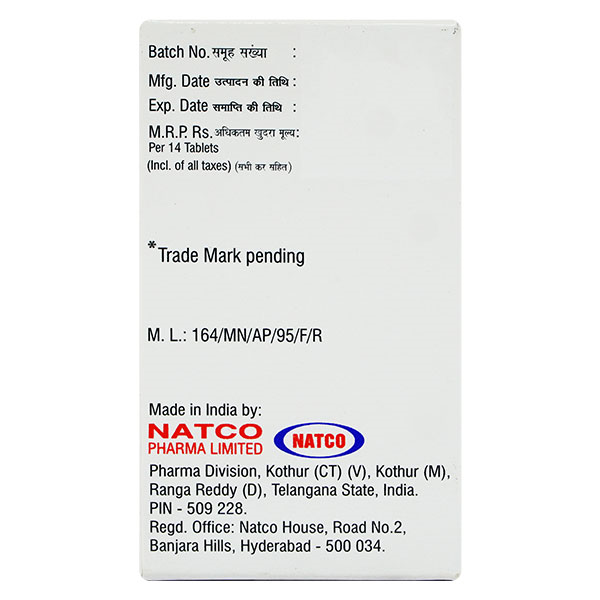 Batch No. समूह सख्या :
Mfg. Date उत्पादन की तिथि :
Exp. Date समाप्ति की तिथि :
M.R.P. Rs. अधिकतम खुदरा मूल्य:
Per 14 Tablets
(Incl. of all taxes) (सभी कर सहित)
*Trade Mark pending
M. L.: 164/MN/AP/95/F/R
Made in India by:
NATCO
PHARMA LIMITED
NATCO
Pharma Division, Kothur (CT) (V), Kothur (M),
Ranga Reddy (D), Telangana State, India.
PIN - 509 228.
Regd. Office: Natco House, Road No.2,
Banjara Hills, Hyderabad - 500 034.